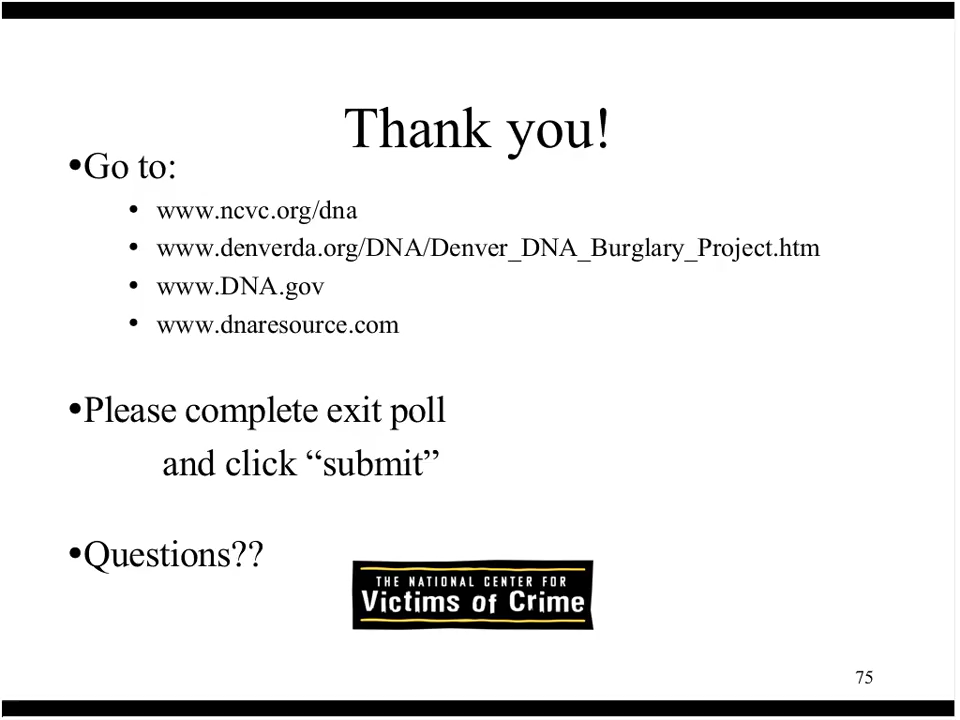 Thank you!
•Go to:
• www.ncvc.org/dna
• www.denverda.org/DNA/Denver_DNA_Burglary_Project.htm
• www.DNA.gov
• www.dnaresource.com
•Please complete exit poll
and click “submit”
•Questions??
THE NATIONAL CENTER FOR
Victims of Crime
75